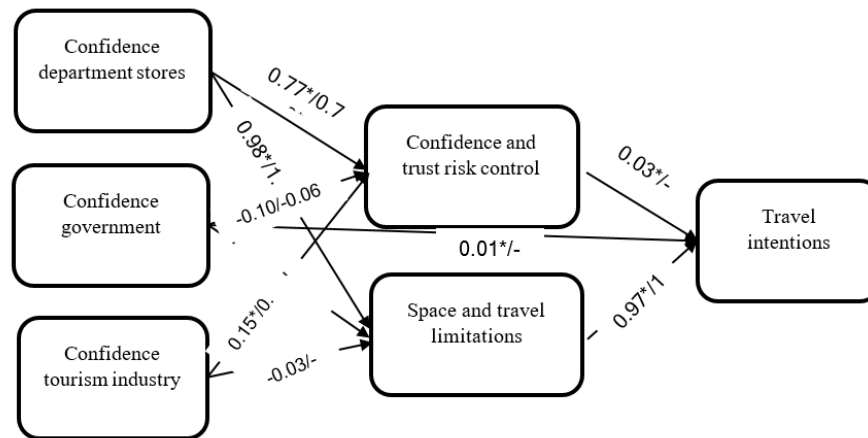 Confidence
department stores
0.77*/0.7
0.98*/1.
Confidence and
trust risk control
0.03*/-
Confidence
government
-0.10/-0.06
Travel
intentions
0.01*/-
0.15*/0.
Space and travel
limitations
0.97*/1
Confidence
tourism industry
-0.03/-